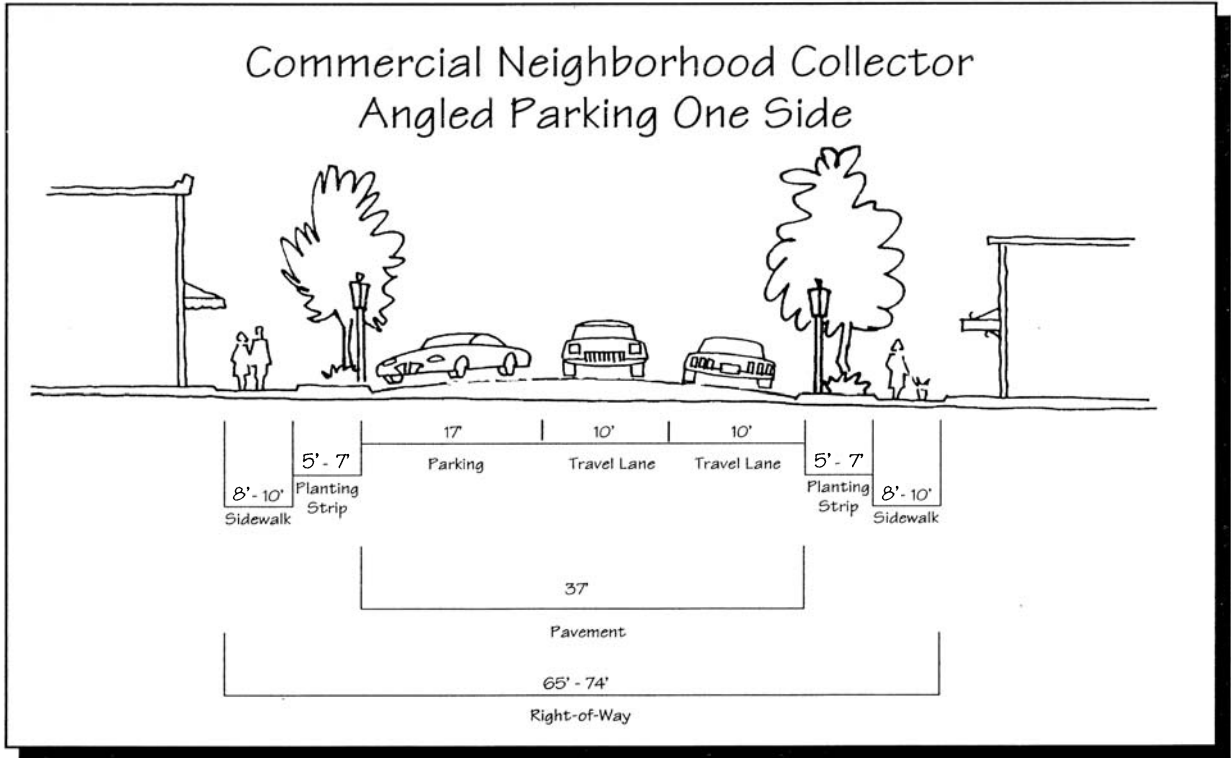 Commercial Neighborhood Collector
Angled Parking One Side
17'
10'
10'
5' - 7'
Parking
Travel Lane
Travel Lane
5' - 7'
8' - 10'
Planting
Strip
Planting
Strip
8' - 10'
Sidewalk
Sidewalk
37'
Pavement
65' - 74'
Right-of-Way